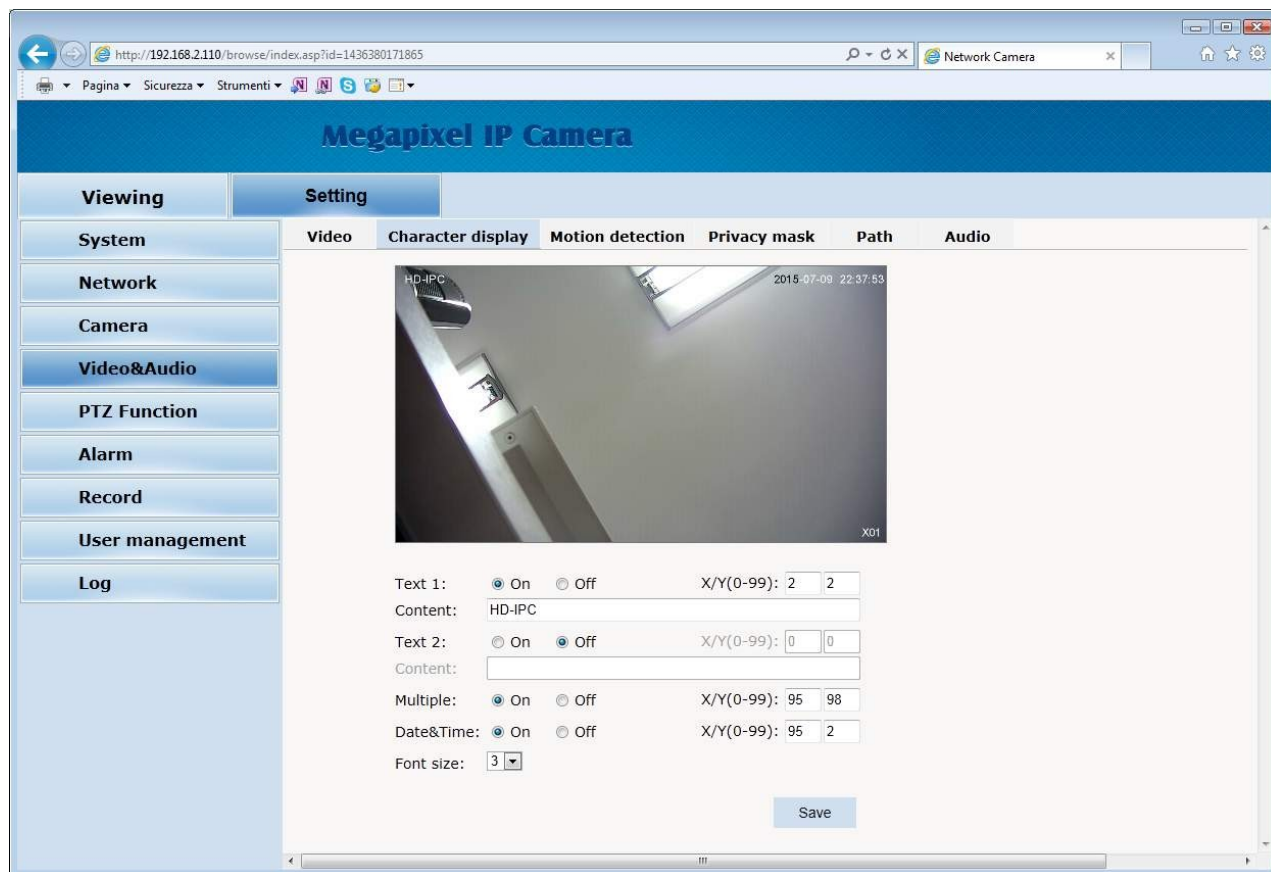 http://192.168.2.110/browse/index.asp?id=1436380171865
Network Camera
Pagina Sicurezza Strumenti
Megapixel IP Camera
Viewing Setting
System
Network
Camera
Video&Audio
PTZ Function
Alarm
Record
User management
Log
Video Character display Motion detection Privacy mask Path Audio
HD-IPC 2015-07-09 22:37:53
X01
Text 1: On Off X/Y(0-99): 2 2
Content: HD-IPC
Text 2: On Off X/Y(0-99): 0 0
Content:
Multiple: On Off X/Y(0-99): 95 98
Date&Time: On Off X/Y(0-99): 95 2
Font size: 3
Save